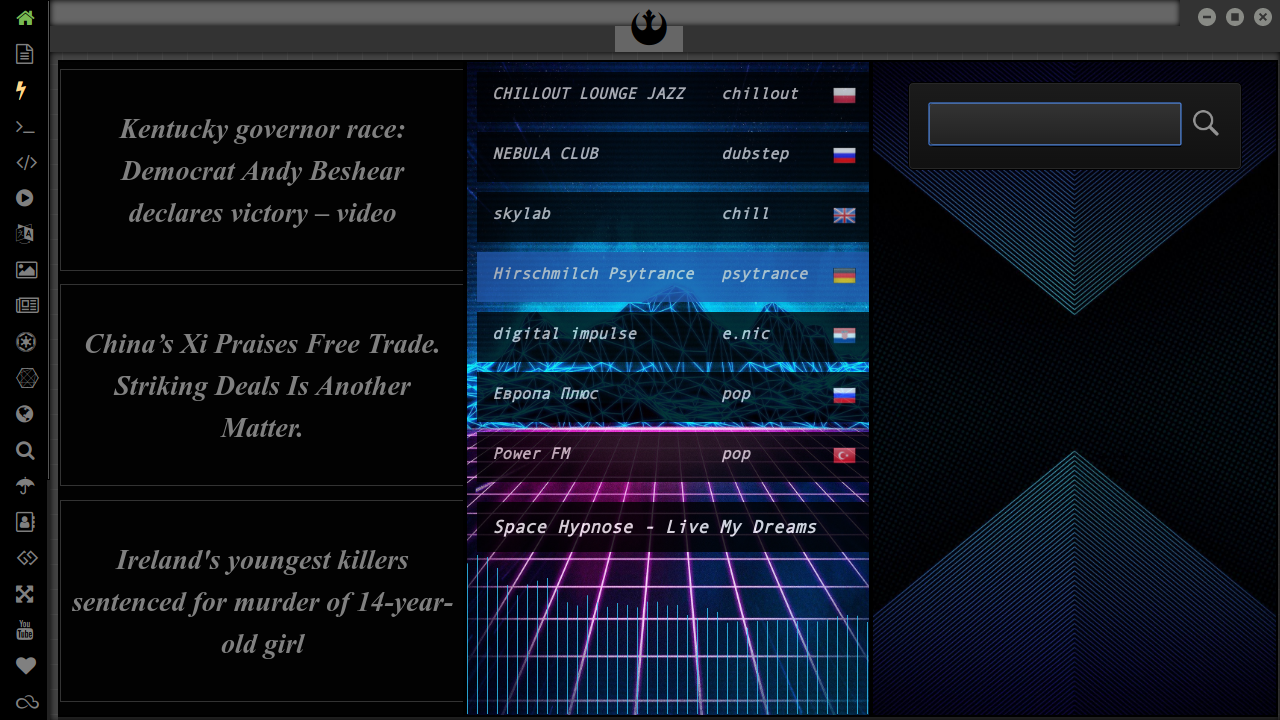 Kentucky governor race:
Democrat Andy Beshear
declares victory – video
China’s Xi Praises Free Trade.
Striking Deals Is Another
Matter.
Ireland's youngest killers
sentenced for murder of 14-year-
old girl
CHILLOUT LOUNGE JAZZ chillout
NEBULA CLUB dubstep
skylab chill
Hirschmilch Psytrance psytrance
digital impulse e.nic
Европа Плюс pop
Power FM pop
Space Hypnose - Live My Dreams
You
Tube